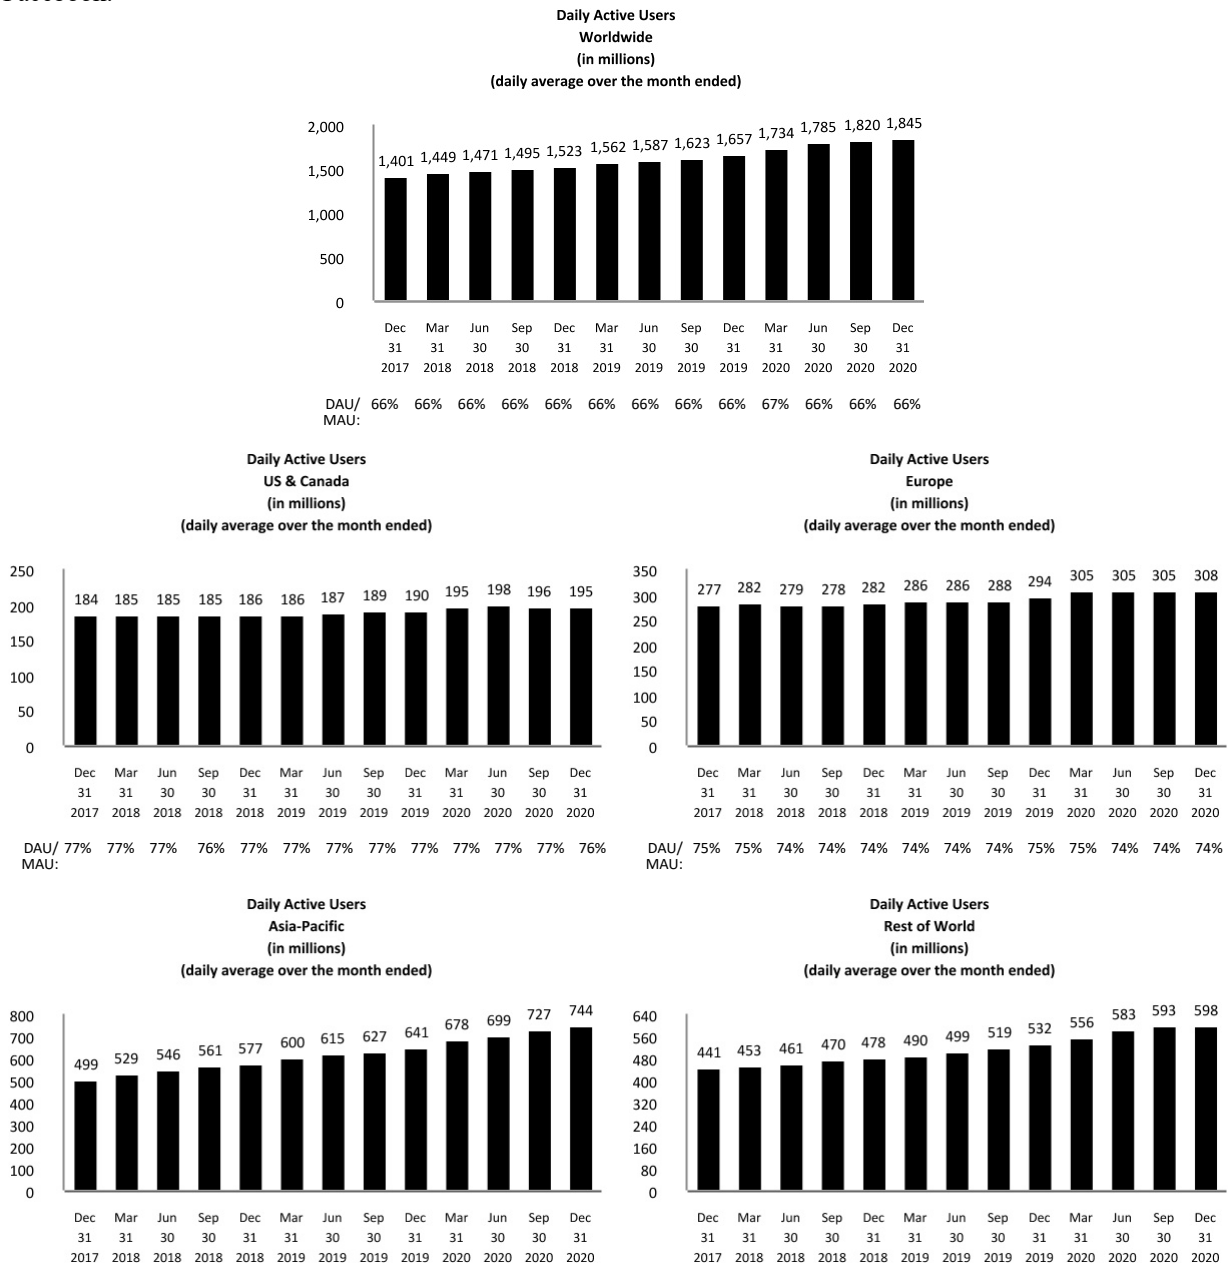 Daily Active Users
Worldwide
(in millions)
(daily average over the month ended)
2,000
1,500
1,000
500
0
1,401 1,449 1,471 1,495 1,523 1,562 1,587 1,623 1,657 1,734 1,785 1,820 1,845
Dec Mar Jun Sep Dec Mar Jun Sep Dec Mar Jun Sep Dec
31 31 30 30 31 31 30 30 31 31 30 30 31
2017 2018 2018 2018 2018 2019 2019 2019 2019 2020 2020 2020 2020
DAU/ 66% 66% 66% 66% 66% 66% 66% 66% 66% 67% 66% 66% 66%
MAU:
Daily Active Users
US & Canada
(in millions)
(daily average over the month ended)
250
200
150
100
50
0
184 185 185 185 186 186 187 189 190 195 198 196 195
Dec Mar Jun Sep Dec Mar Jun Sep Dec Mar Jun Sep Dec
31 31 30 30 31 31 30 30 31 31 30 30 31
2017 2018 2018 2018 2018 2019 2019 2019 2019 2020 2020 2020 2020
DAU/ 77% 77% 77% 76% 77% 77% 77% 77% 77% 77% 77% 77% 76%
MAU:
Daily Active Users
Europe
(in millions)
(daily average over the month ended)
350
300
250
200
150
100
50
0
277 282 279 278 282 286 286 288 294 305 305 305 308
Dec Mar Jun Sep Dec Mar Jun Sep Dec Mar Jun Sep Dec
31 31 30 30 31 31 30 30 31 31 30 30 31
2017 2018 2018 2018 2018 2019 2019 2019 2019 2020 2020 2020 2020
DAU/ 75% 75% 74% 74% 74% 74% 74% 74% 75% 75% 74% 74% 74%
MAU:
Daily Active Users
Asia-Pacific
(in millions)
(daily average over the month ended)
800
700
600
500
400
300
200
100
0
499 529 546 561 577 600 615 627 641 678 699 727 744
Dec Mar Jun Sep Dec Mar Jun Sep Dec Mar Jun Sep Dec
31 31 30 30 31 31 30 30 31 31 30 30 31
2017 2018 2018 2018 2018 2019 2019 2019 2019 2020 2020 2020 2020
Daily Active Users
Rest of World
(in millions)
(daily average over the month ended)
640
560
480
400
320
240
160
80
0
441 453 461 470 478 490 499 519 532 556 583 593 598
Dec Mar Jun Sep Dec Mar Jun Sep Dec Mar Jun Sep Dec
31 31 30 30 31 31 30 30 31 31 30 30 31
2017 2018 2018 2018 2018 2019 2019 2019 2019 2020 2020 2020 2020